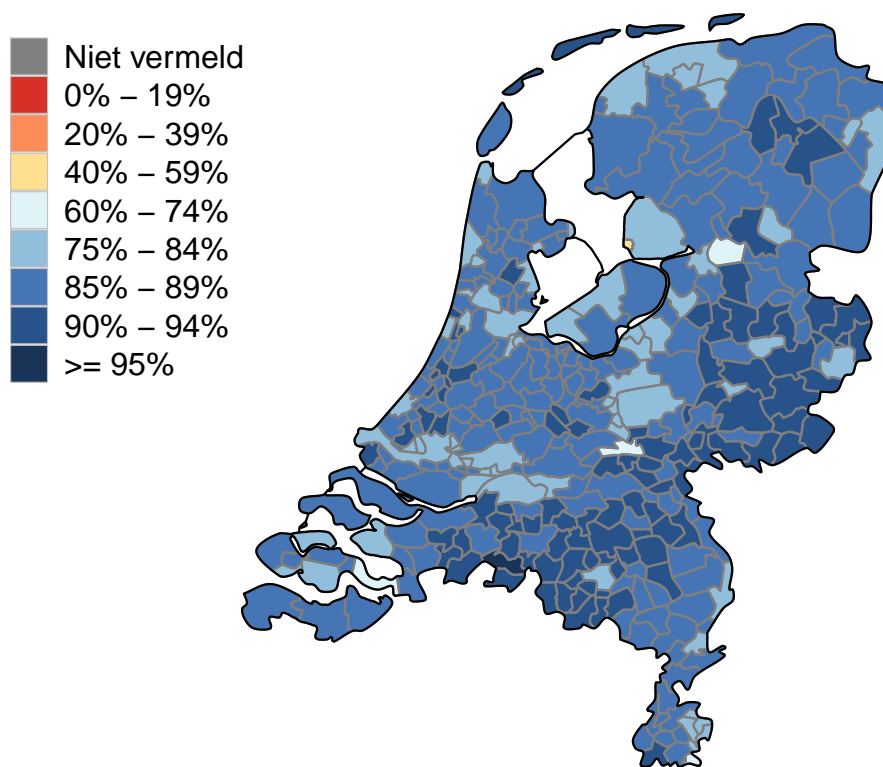 Niet vermeld
0% – 19%
20% – 39%
40% – 59%
60% – 74%
75% – 84%
85% – 89%
90% – 94%
>= 95%